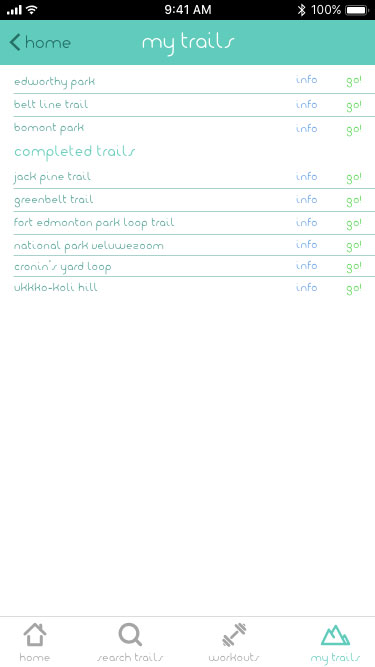 9:41 AM 100%
home my trails
edworthy park info go!
belt line trail info go!
bomont park info go!
completed trails
jack pine trail info go!
greenbelt trail info go!
fort edmonton park loop trail info go!
national park veluwezoom info go!
cronin's yard loop info go!
ukkko-koli hill info go!
home search trails workouts my trails